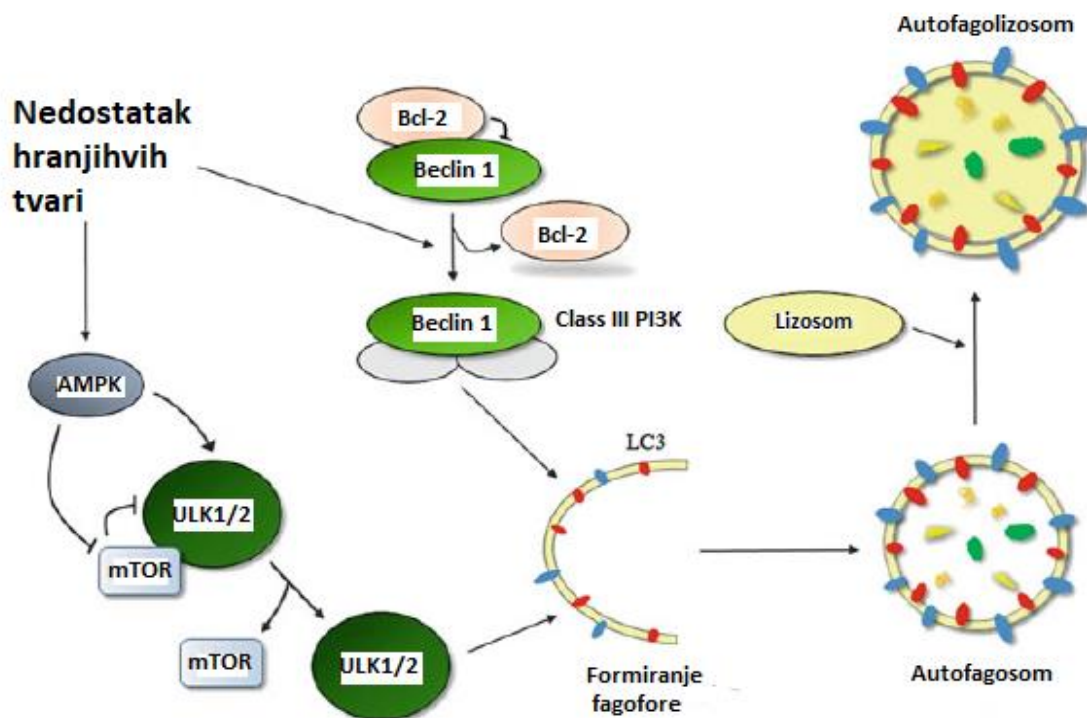 Autofagolizosom
Nedostatak
hranjihvih
tvari
Bcl-2
Beclin 1
Bcl-2
Beclin 1
Class III PI3K
Lizosom
AMPK
LC3
ULK1/2
mTOR
mTOR
ULK1/2
Formiranje
fagofore
Autofagosom